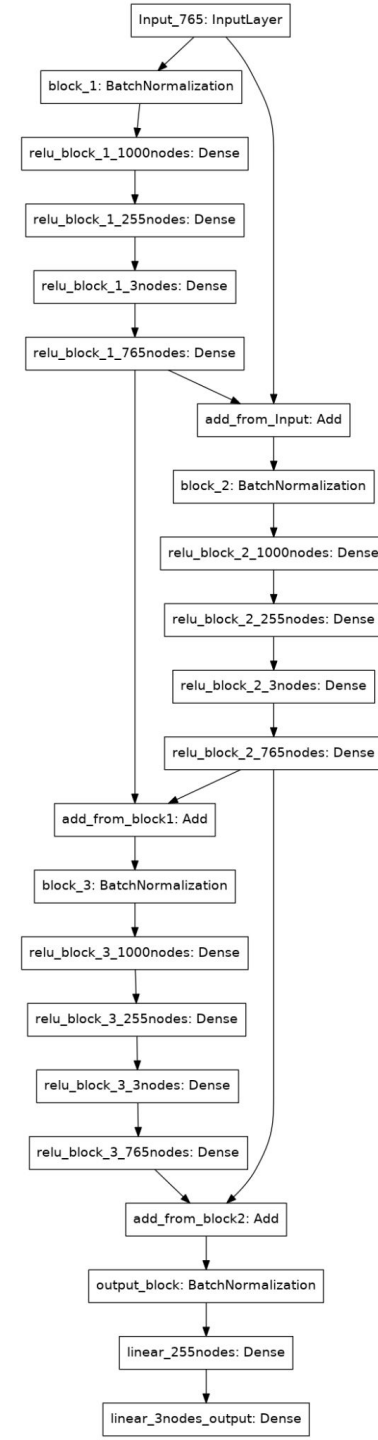 Input_765: InputLayer
block_1: BatchNormalization
relu_block_1_1000nodes: Dense
relu_block_1_255nodes: Dense
relu_block_1_3nodes: Dense
relu_block_1_765nodes: Dense
add_from_Input: Add
block_2: BatchNormalization
relu_block_2_1000nodes: Dense
relu_block_2_255nodes: Dense
relu_block_2_3nodes: Dense
relu_block_2_765nodes: Dense
add_from_block1: Add
block_3: BatchNormalization
relu_block_3_1000nodes: Dense
relu_block_3_255nodes: Dense
relu_block_3_3nodes: Dense
relu_block_3_765nodes: Dense
add_from_block2: Add
output_block: BatchNormalization
linear_255nodes: Dense
linear_3nodes_output: Dense